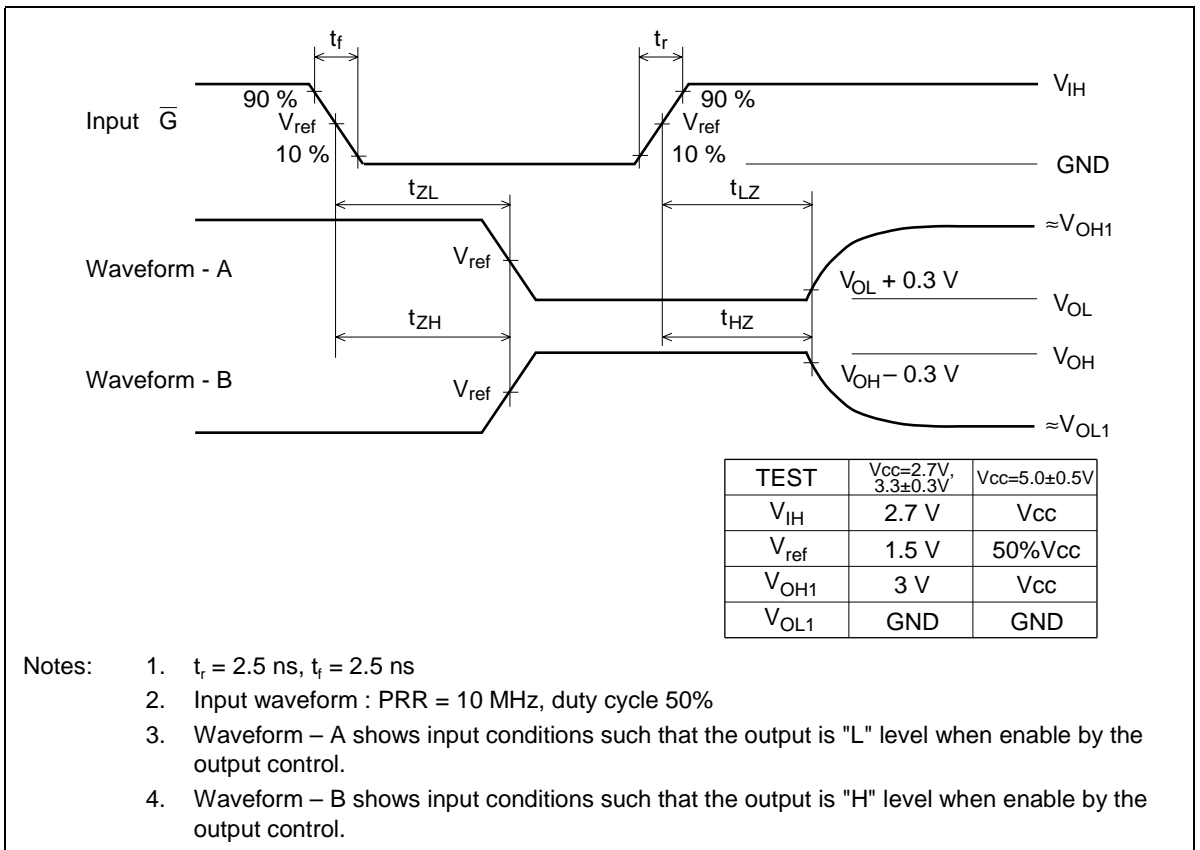 tf tr
90 % 90 % VIH
Input G̅ Vref Vref
10 % 10 % GND
tZL tLZ
≈VOH1
Waveform - A Vref VOL + 0.3 V
VOL
tZH tHZ
VOH
Waveform - B Vref VOH – 0.3 V
≈VOL1
TEST Vcc=2.7V, 3.3±0.3V Vcc=5.0±0.5V
VIH 2.7 V Vcc
Vref 1.5 V 50%Vcc
VOH1 3 V Vcc
VOL1 GND GND
Notes: 1. tr = 2.5 ns, tf = 2.5 ns
2. Input waveform : PRR = 10 MHz, duty cycle 50%
3. Waveform – A shows input conditions such that the output is "L" level when enable by the
output control.
4. Waveform – B shows input conditions such that the output is "H" level when enable by the
output control.